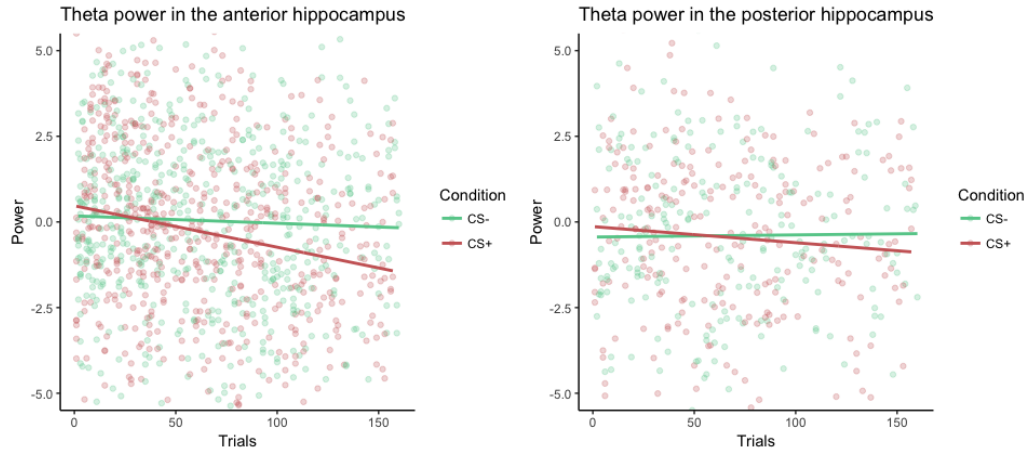 Theta power in the anterior hippocampus
5.0
2.5
0.0
-2.5
-5.0
Power
0
50
100
150
Trials
Condition
CS-
CS+
Theta power in the posterior hippocampus
5.0
2.5
0.0
-2.5
-5.0
Power
0
50
100
150
Trials
Condition
CS-
CS+